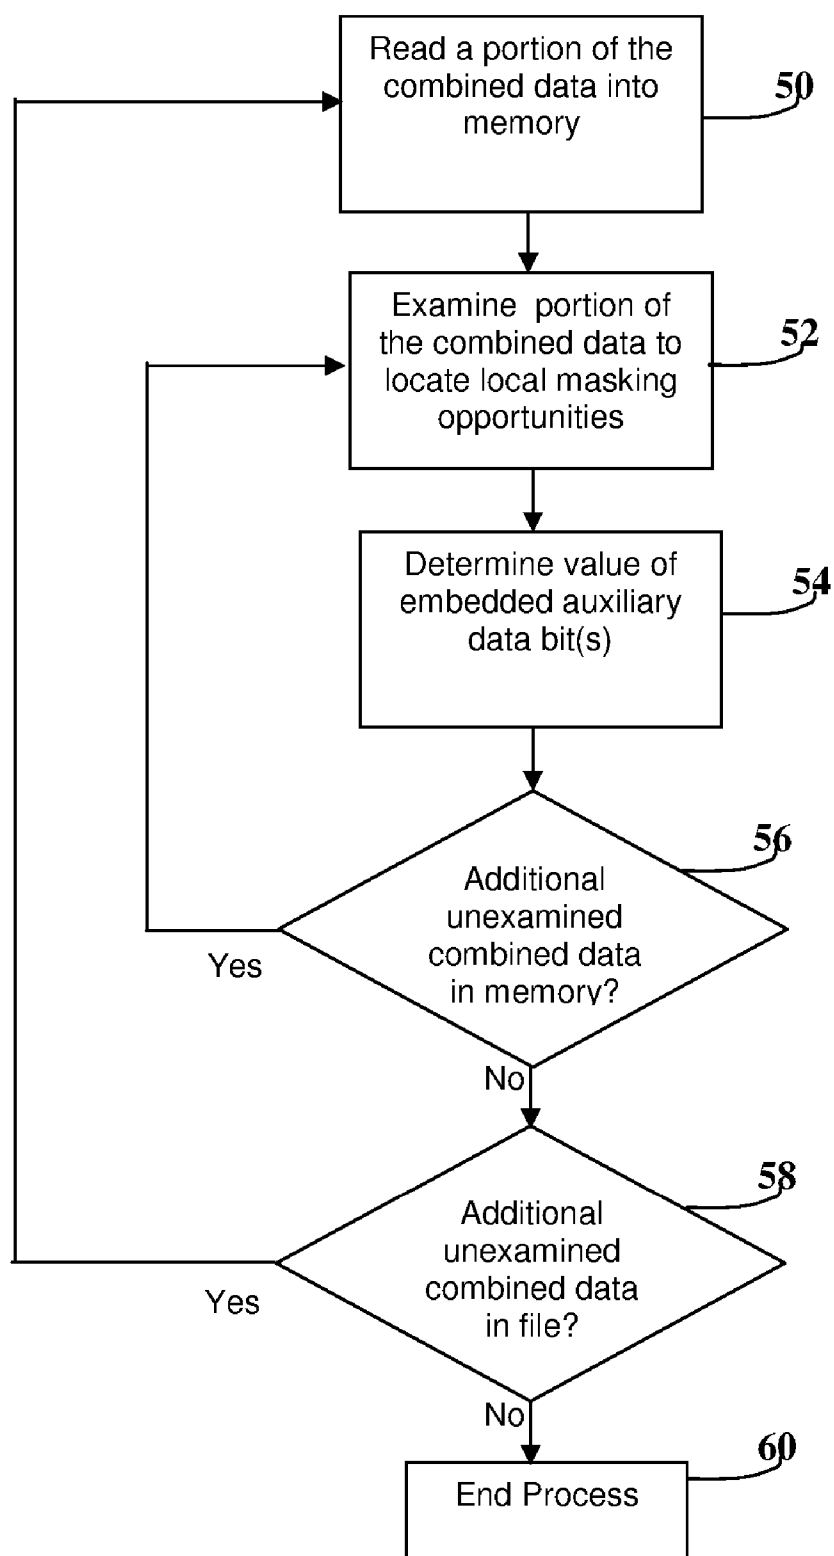 Read a portion of the
combined data into
memory
50
Examine portion of
the combined data to
locate local masking
opportunities
52
Determine value of
embedded auxiliary
data bit(s)
54
Additional
unexamined
combined data
in memory?
56
Yes
No
Additional
unexamined
combined data
in file?
58
Yes
No
End Process
60